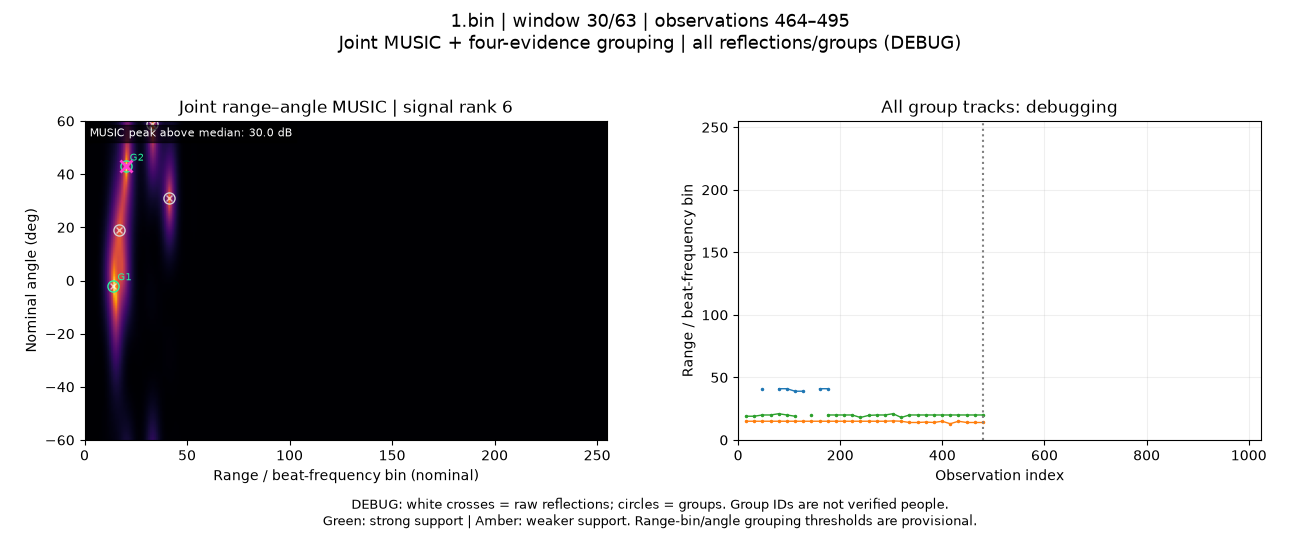 1.bin | window 30/63 | observations 464–495
Joint MUSIC + four-evidence grouping | all reflections/groups (DEBUG)
Joint range–angle MUSIC | signal rank 6
MUSIC peak above median: 30.0 dB
G2
G1
60
40
20
0
−20
−40
−60
Nominal angle (deg)
0
50
100
150
200
250
Range / beat-frequency bin (nominal)
All group tracks: debugging
250
200
150
100
50
0
Range / beat-frequency bin
0
200
400
600
800
1000
Observation index
DEBUG: white crosses = raw reflections; circles = groups. Group IDs are not verified people.
Green: strong support | Amber: weaker support. Range-bin/angle grouping thresholds are provisional.